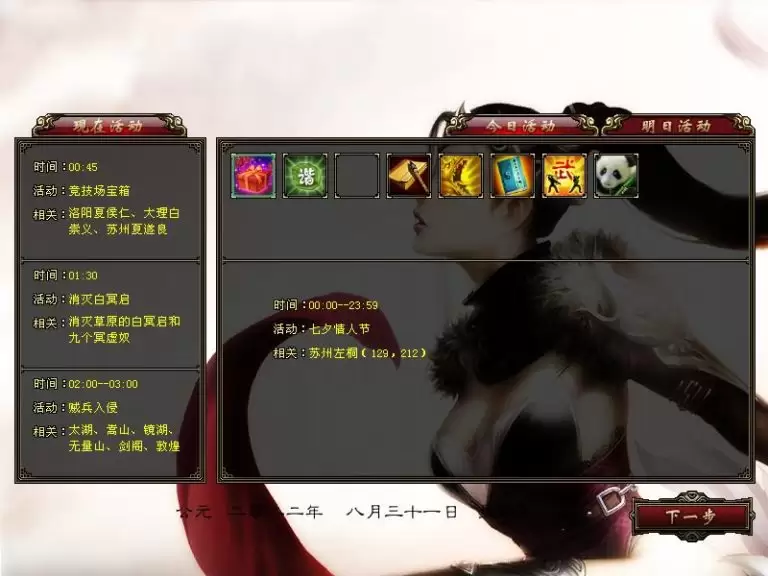 现在活动
今日活动
明日活动
时间：00:45
活动：竞技场宝箱
相关：洛阳夏侯仁、大理白
崇义、苏州夏遂良
时间：01:30
活动：消灭白冥启
相关：消灭草原的白冥启和
九个冥虚奴
时间：02:00--03:00
活动：贼兵入侵
相关：太湖、嵩山、镜湖、
无量山、剑阁、敦煌
谐
武
时间：00:00--23:59
活动：七夕情人节
相关：苏州左桐（129，212）
公元 二 二年 八月三十一日
下一步